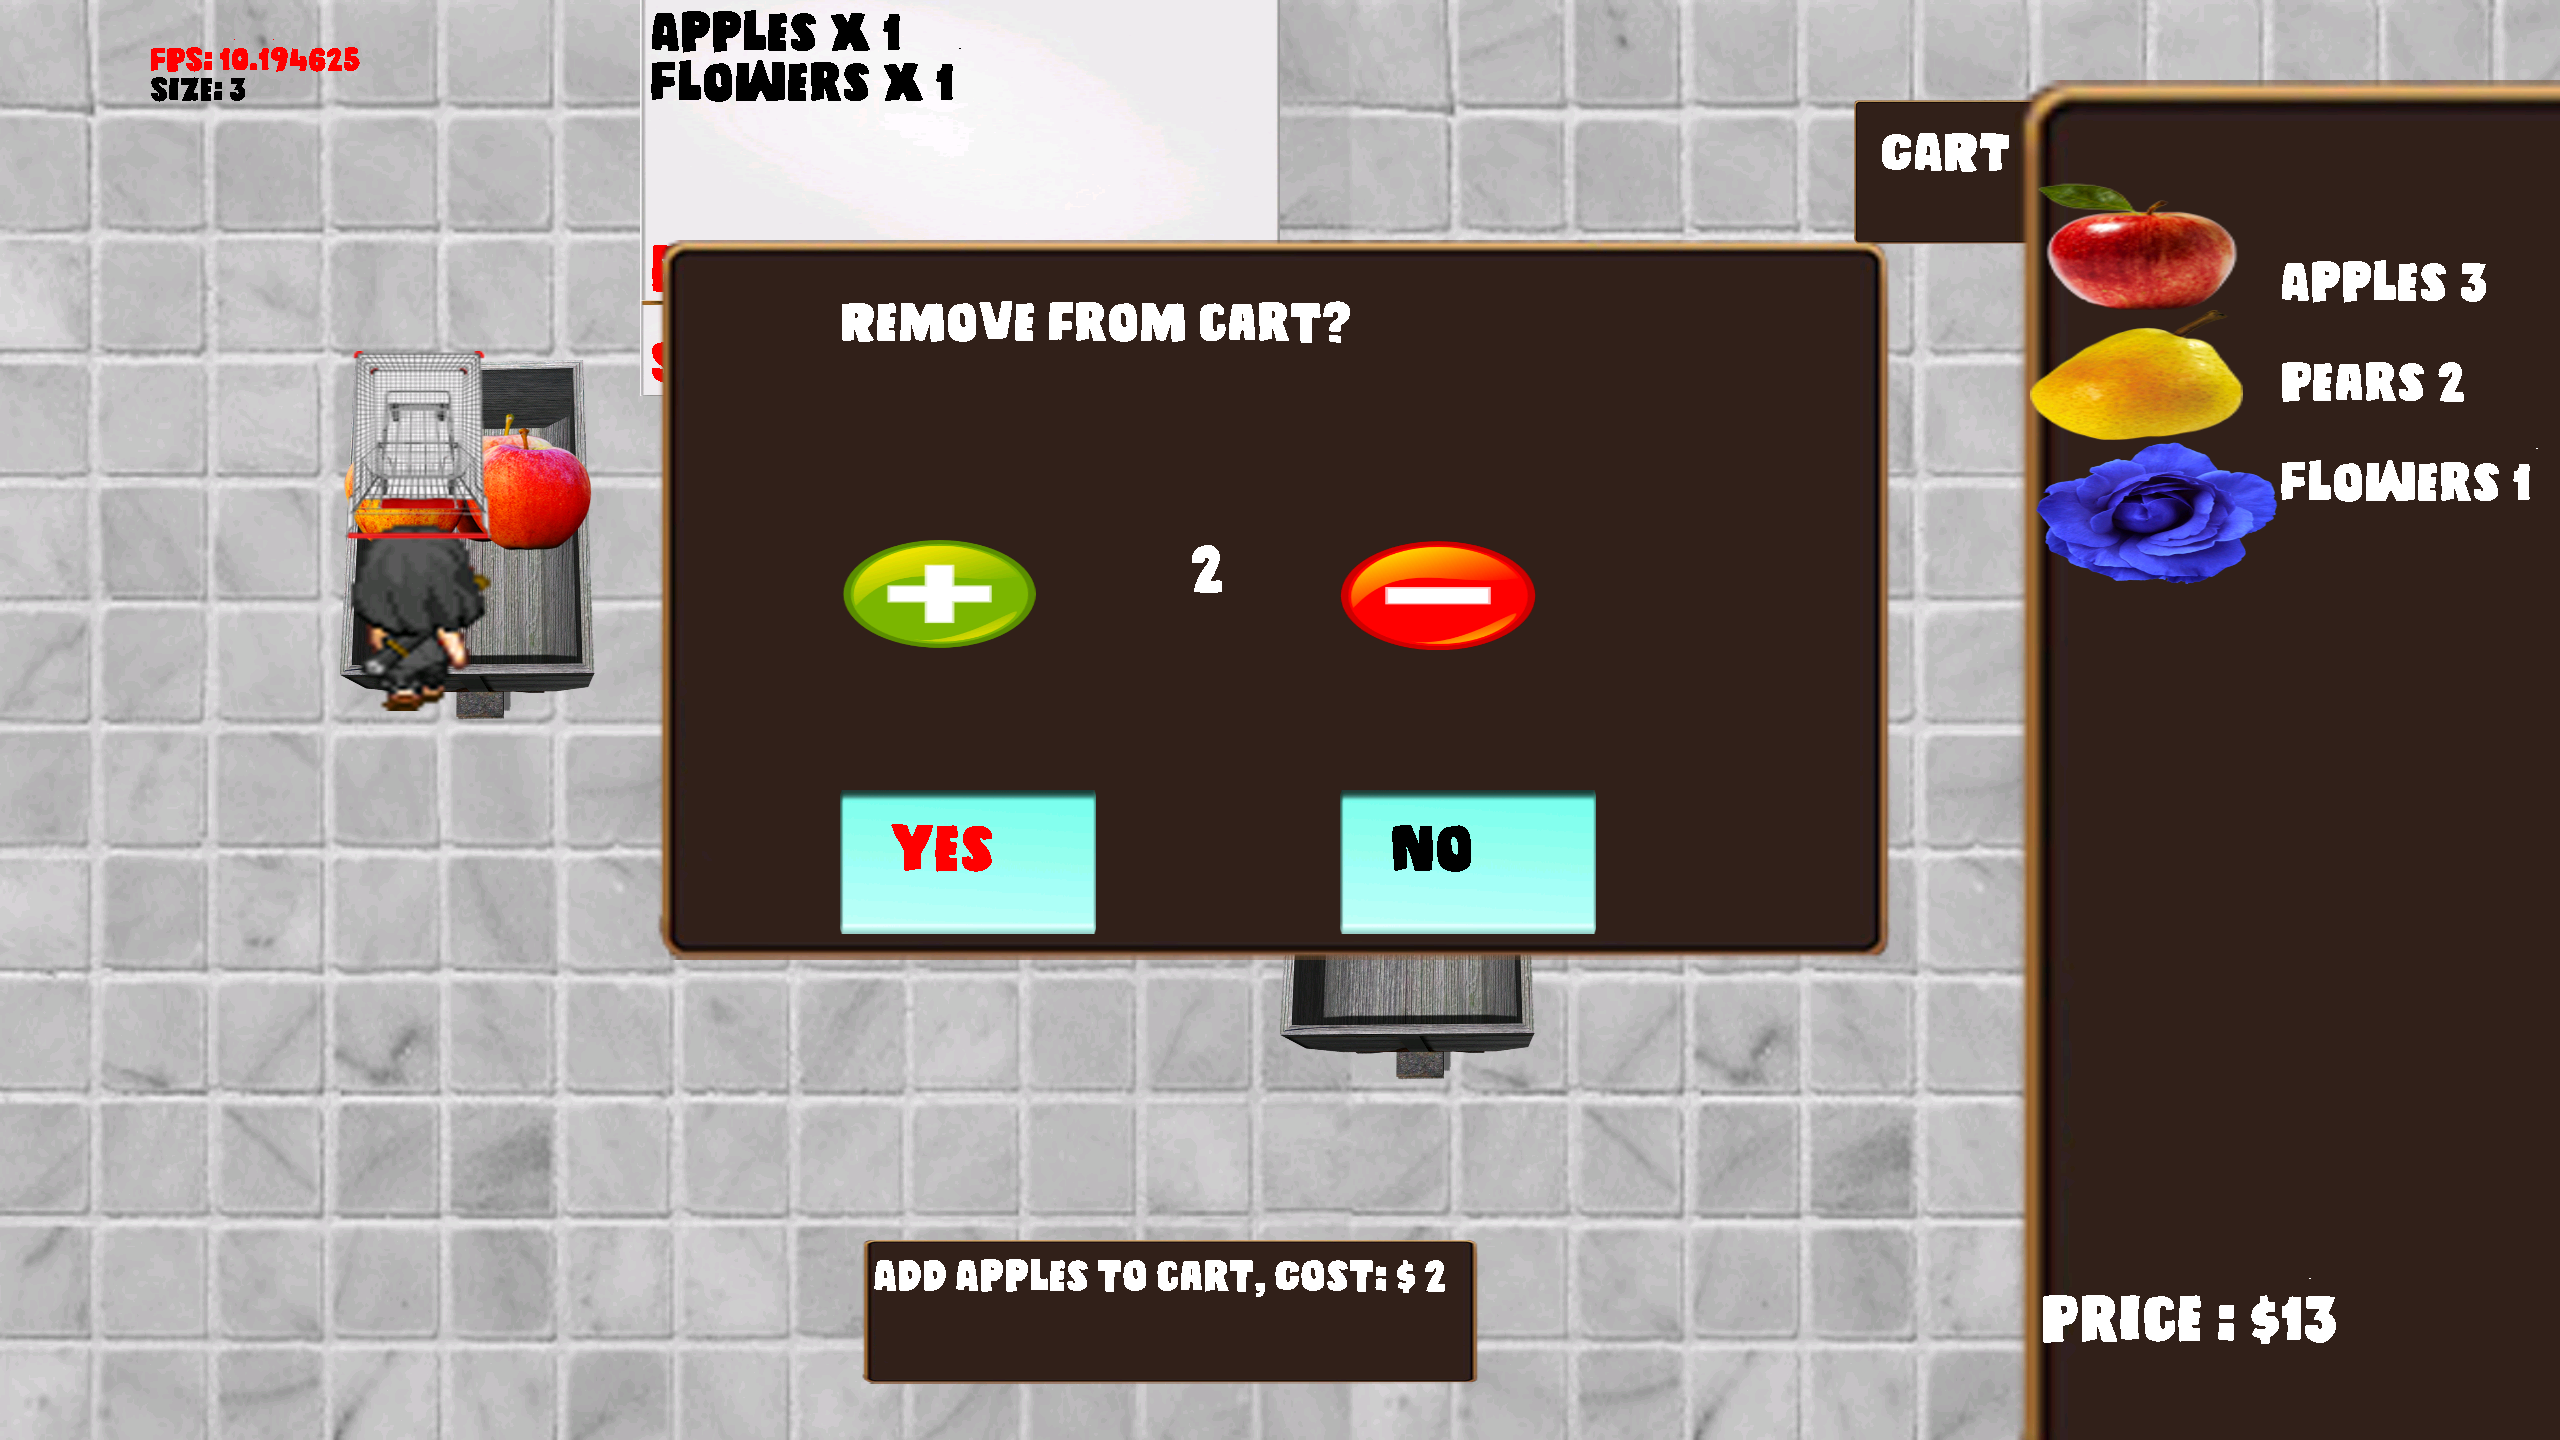 FPS: 10.194625
SIZE: 3
APPLES X 1
FLOWERS X 1
CART
APPLES 3
PEARS 2
FLOWERS 1
REMOVE FROM CART?
2
YES
NO
ADD APPLES TO CART, COST: $ 2
PRICE : $13